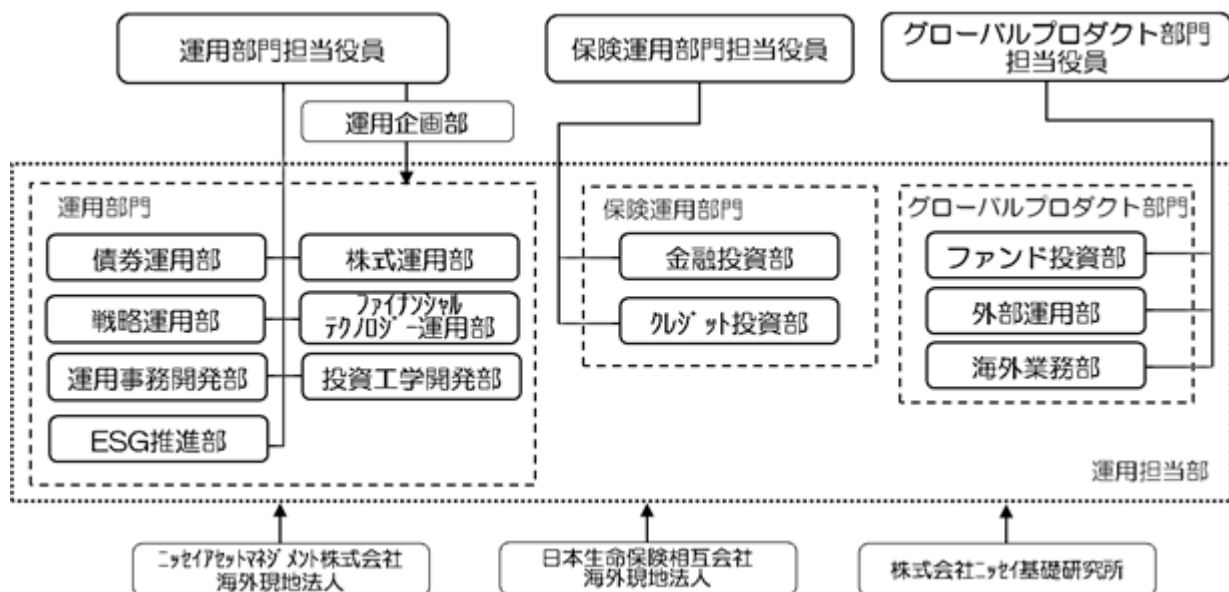 運用部門担当役員
保険運用部門担当役員
グローバルプロダクト部門
担当役員
運用企画部
運用部門
債券運用部
株式運用部
戦略運用部
ファイナンシャル
テクノロジー運用部
運用事務開発部
投資工学開発部
ESG推進部
保険運用部門
金融投資部
クレジット投資部
グローバルプロダクト部門
ファンド投資部
外部運用部
海外業務部
運用担当部
ニッセイアセットマネジメント株式会社
海外現地法人
日本生命保険相互会社
海外現地法人
株式会社ニッセイ基礎研究所